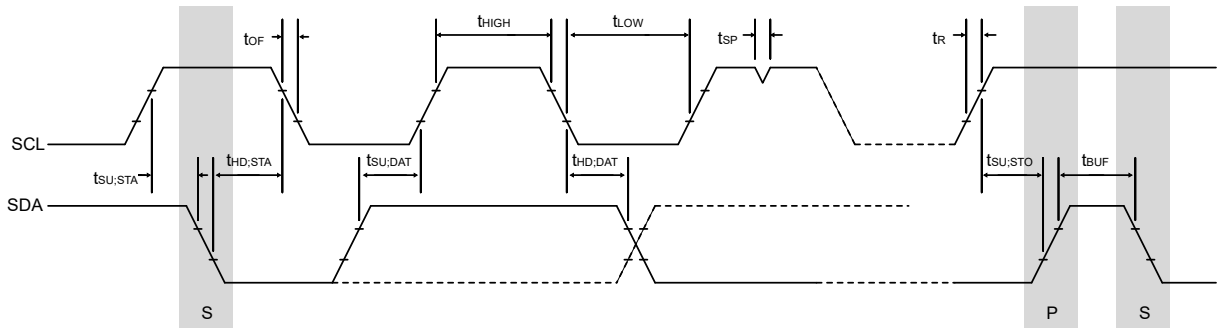 tOF
tHIGH
tLOW
tSP
tR
SCL
tSU;STA
tHD;STA
tSU;DAT
tHD;DAT
tSU;STO
tBUF
SDA
S
P
S